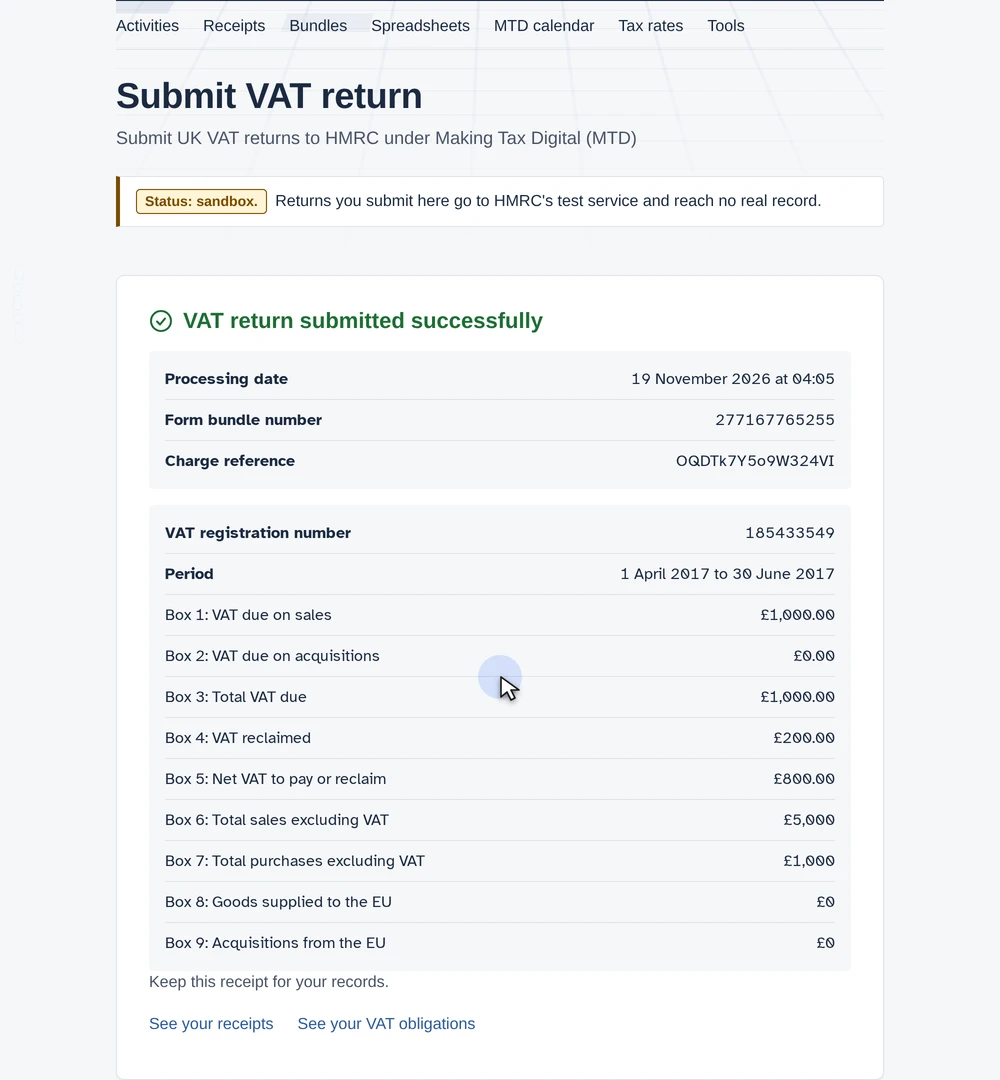 Activities Receipts Bundles Spreadsheets MTD calendar Tax rates Tools
Submit VAT return
Submit UK VAT returns to HMRC under Making Tax Digital (MTD)
Status: sandbox. Returns you submit here go to HMRC's test service and reach no real record.
VAT return submitted successfully
Processing date 19 November 2026 at 04:05
Form bundle number 277167765255
Charge reference OQDTk7Y5o9W324VI
VAT registration number 185433549
Period 1 April 2017 to 30 June 2017
Box 1: VAT due on sales £1,000.00
Box 2: VAT due on acquisitions £0.00
Box 3: Total VAT due £1,000.00
Box 4: VAT reclaimed £200.00
Box 5: Net VAT to pay or reclaim £800.00
Box 6: Total sales excluding VAT £5,000
Box 7: Total purchases excluding VAT £1,000
Box 8: Goods supplied to the EU £0
Box 9: Acquisitions from the EU £0
Keep this receipt for your records.
See your receipts See your VAT obligations